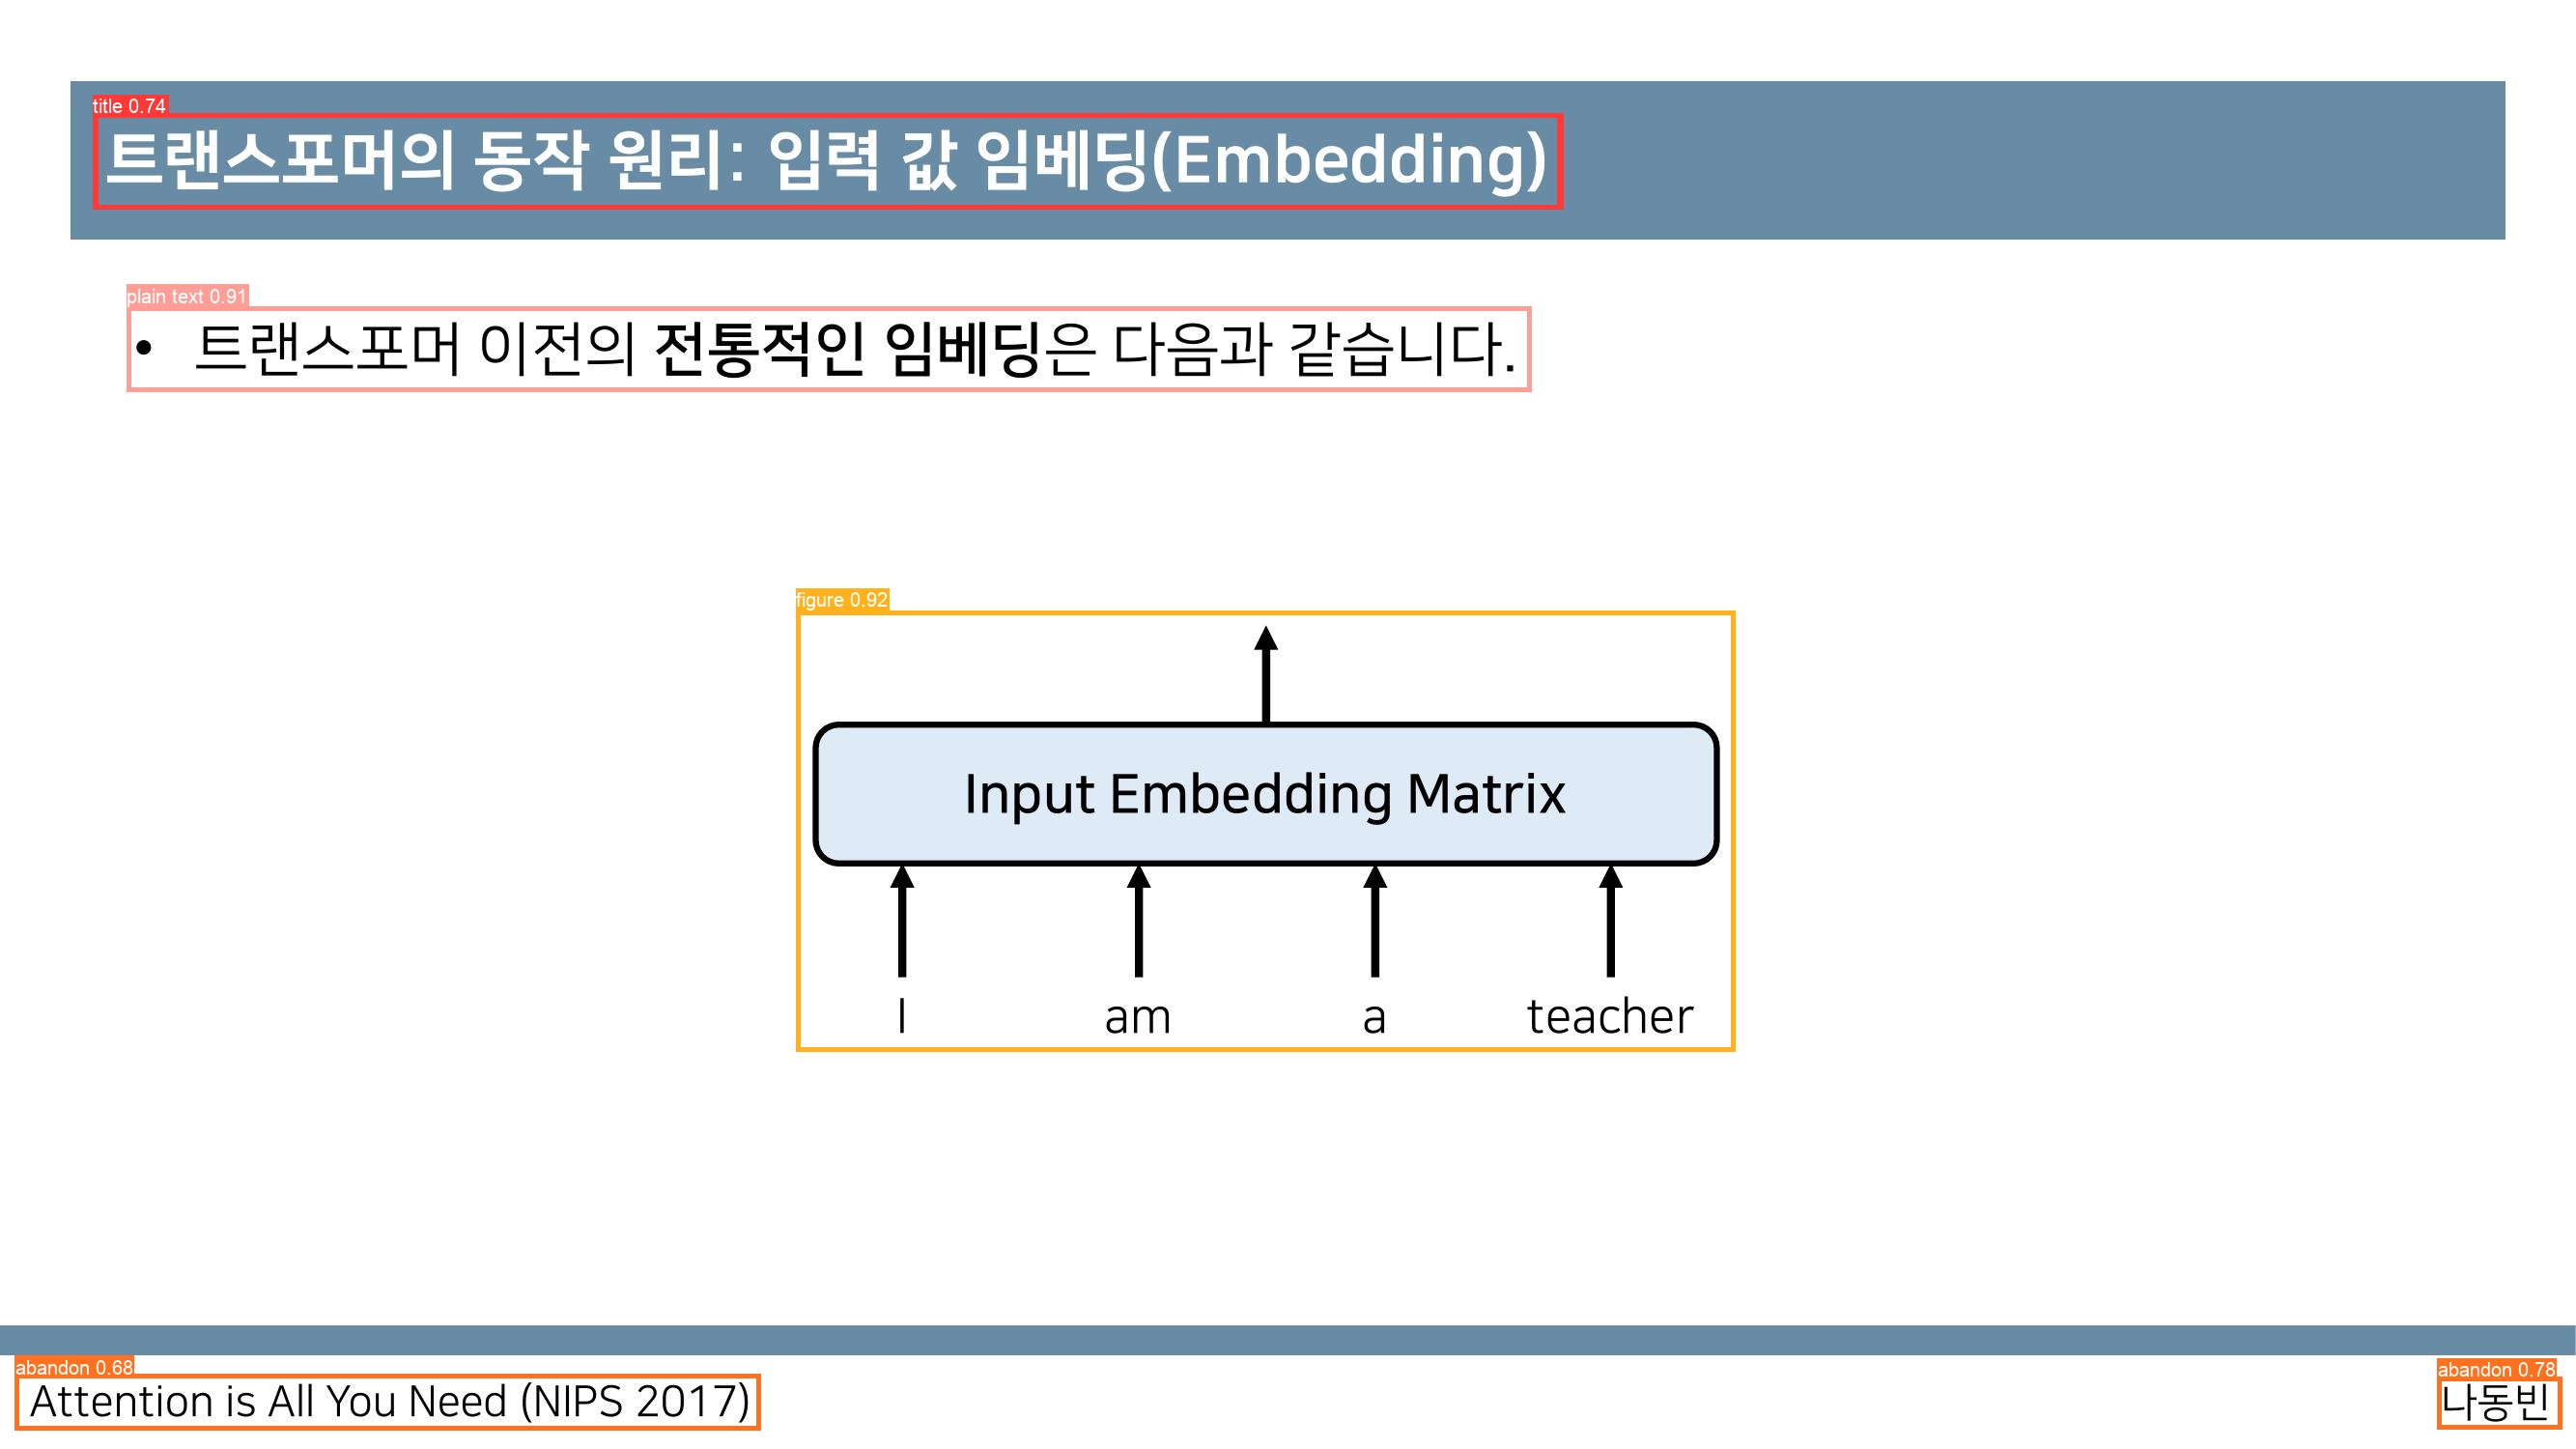 title 0.74
트랜스포머의 동작 원리: 입력 값 임베딩(Embedding)
plain text 0.91
• 트랜스포머 이전의 전통적인 임베딩은 다음과 같습니다.
figure 0.92
Input Embedding Matrix
I am a teacher
abandon 0.68
Attention is All You Need (NIPS 2017)
abandon 0.78
나동빈